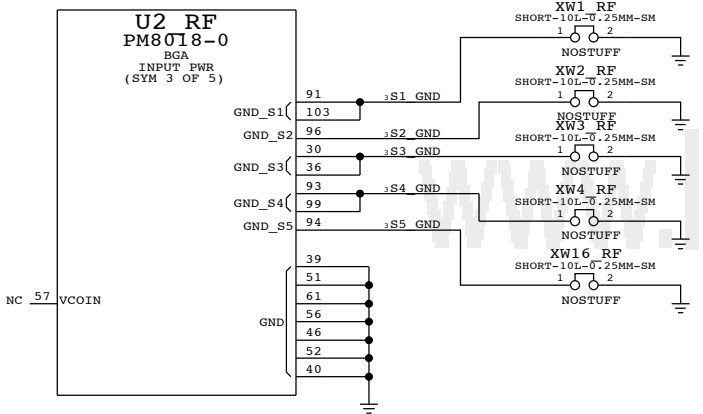 U2_RF
PM8018-0
BGA
INPUT PWR
(SYM 3 OF 5)
GND_S1
91
103
GND_S2
96
GND_S3
30
36
GND_S4
93
99
GND_S5
94
GND
39
51
61
56
46
52
40
NC 57 VCOIN
3S1_GND
3S2_GND
3S3_GND
3S4_GND
3S5_GND
XW1_RF
SHORT-10L-0.25MM-SM
1 2
NOSTUFF
XW2_RF
SHORT-10L-0.25MM-SM
1 2
NOSTUFF
XW3_RF
SHORT-10L-0.25MM-SM
1 2
NOSTUFF
XW4_RF
SHORT-10L-0.25MM-SM
1 2
NOSTUFF
XW16_RF
SHORT-10L-0.25MM-SM
1 2
NOSTUFF
www.